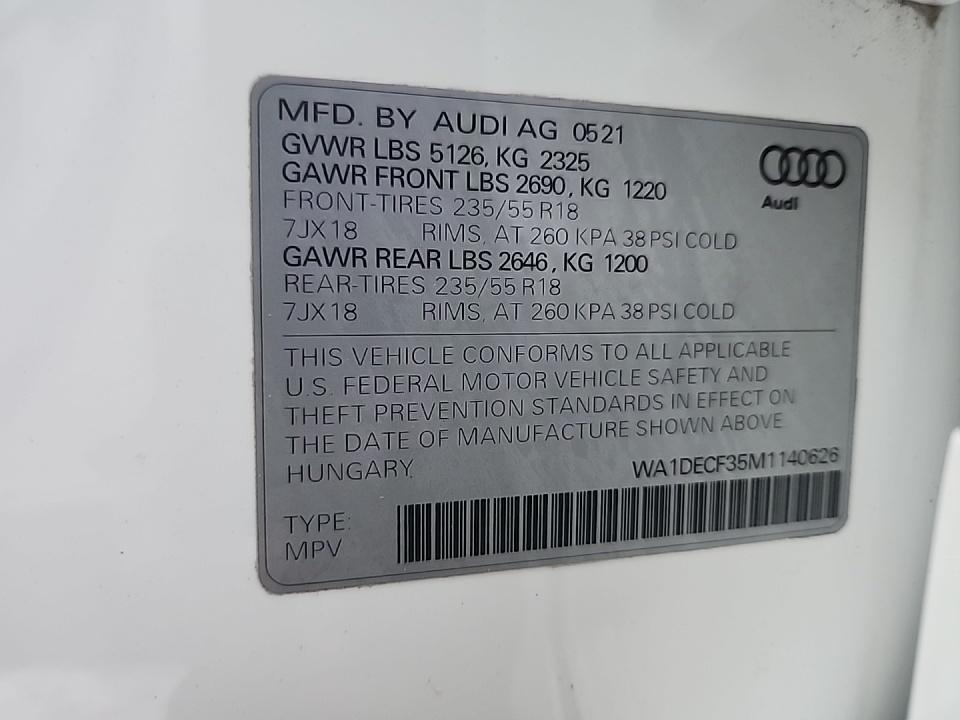 MFD. BY AUDI AG 0521
GVWR LBS 5126, KG 2325
GAWR FRONT LBS 2690, KG 1220
FRONT-TIRES 235/55 R18
7JX18 RIMS, AT 260 KPA 38 PSI COLD
GAWR REAR LBS 2646, KG 1200
REAR-TIRES 235/55 R18
7JX18 RIMS, AT 260 KPA 38 PSI COLD
Audi
THIS VEHICLE CONFORMS TO ALL APPLICABLE
U.S. FEDERAL MOTOR VEHICLE SAFETY AND
THEFT PREVENTION STANDARDS IN EFFECT ON
THE DATE OF MANUFACTURE SHOWN ABOVE
HUNGARY.
WA1DECF35M1140626
TYPE:
MPV